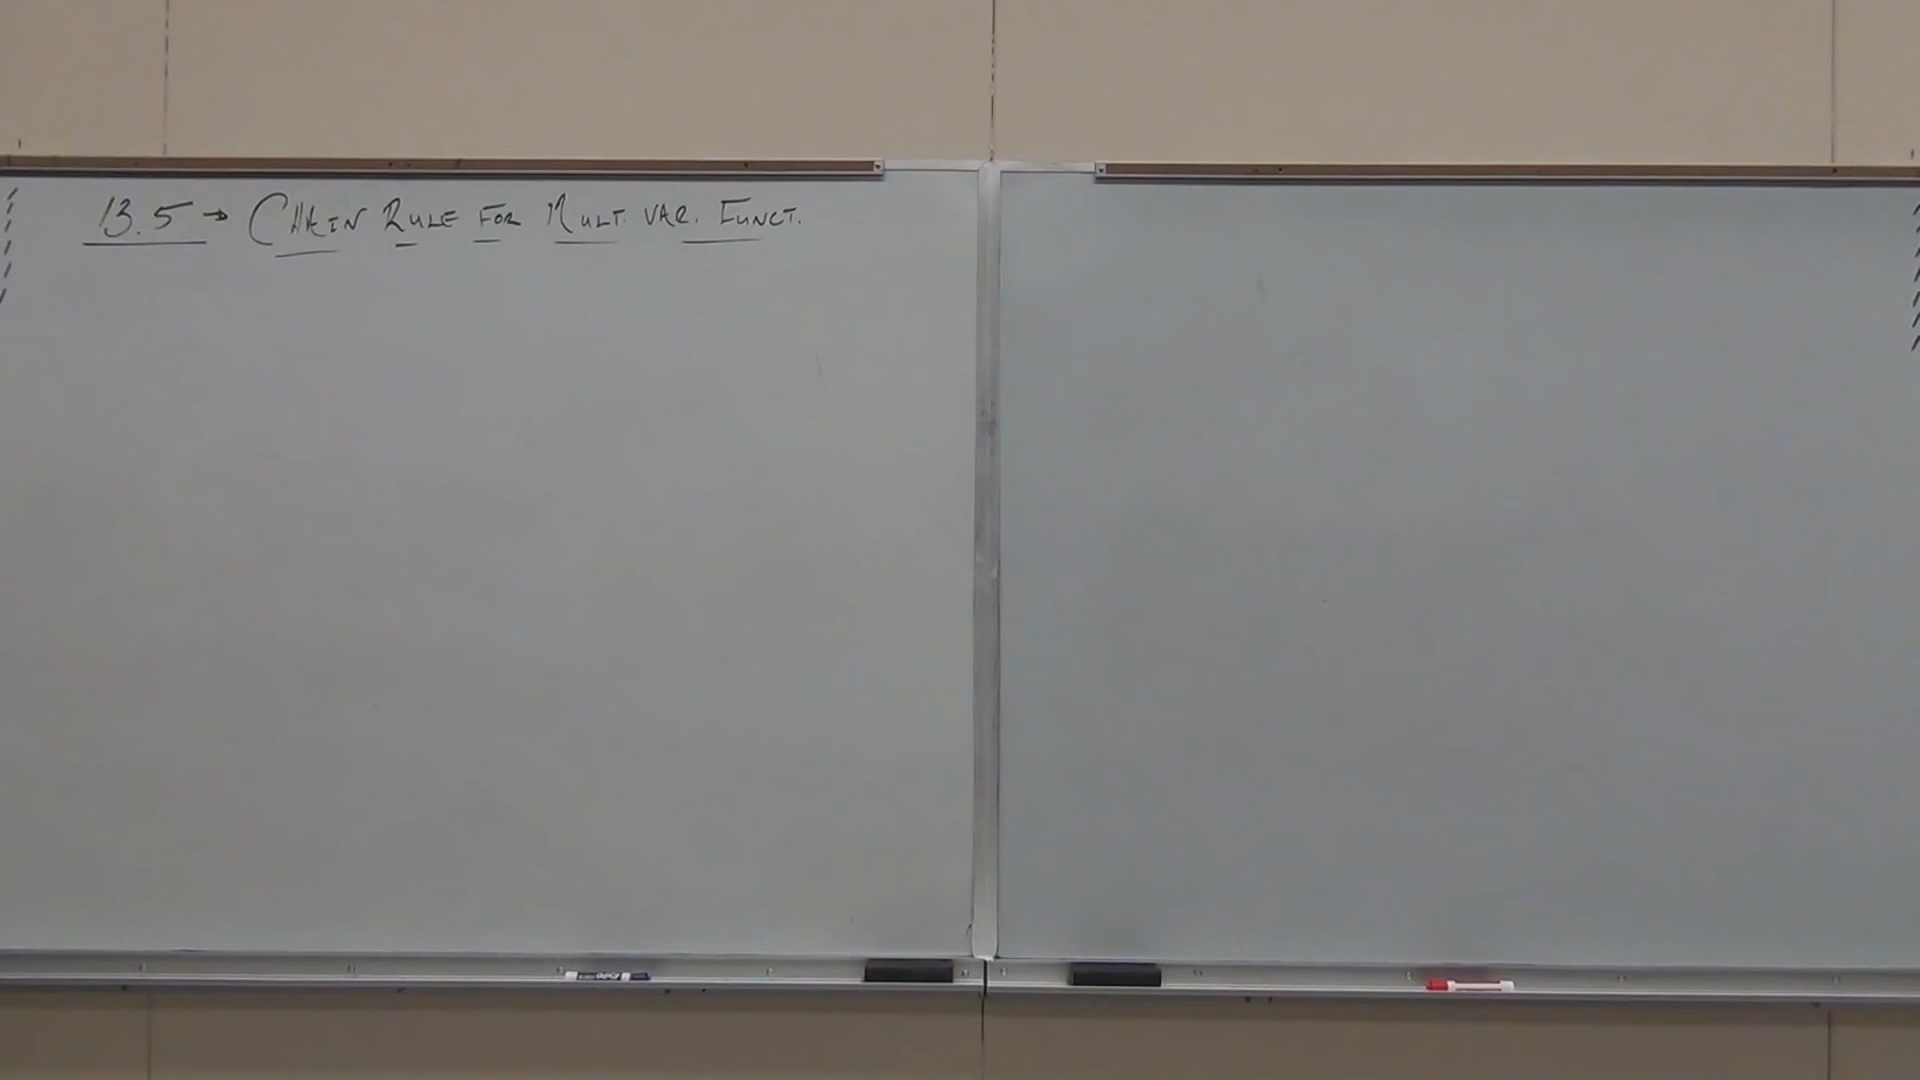 13.5 → CHAIN RULE FOR MULT. VAR. FUNCT.